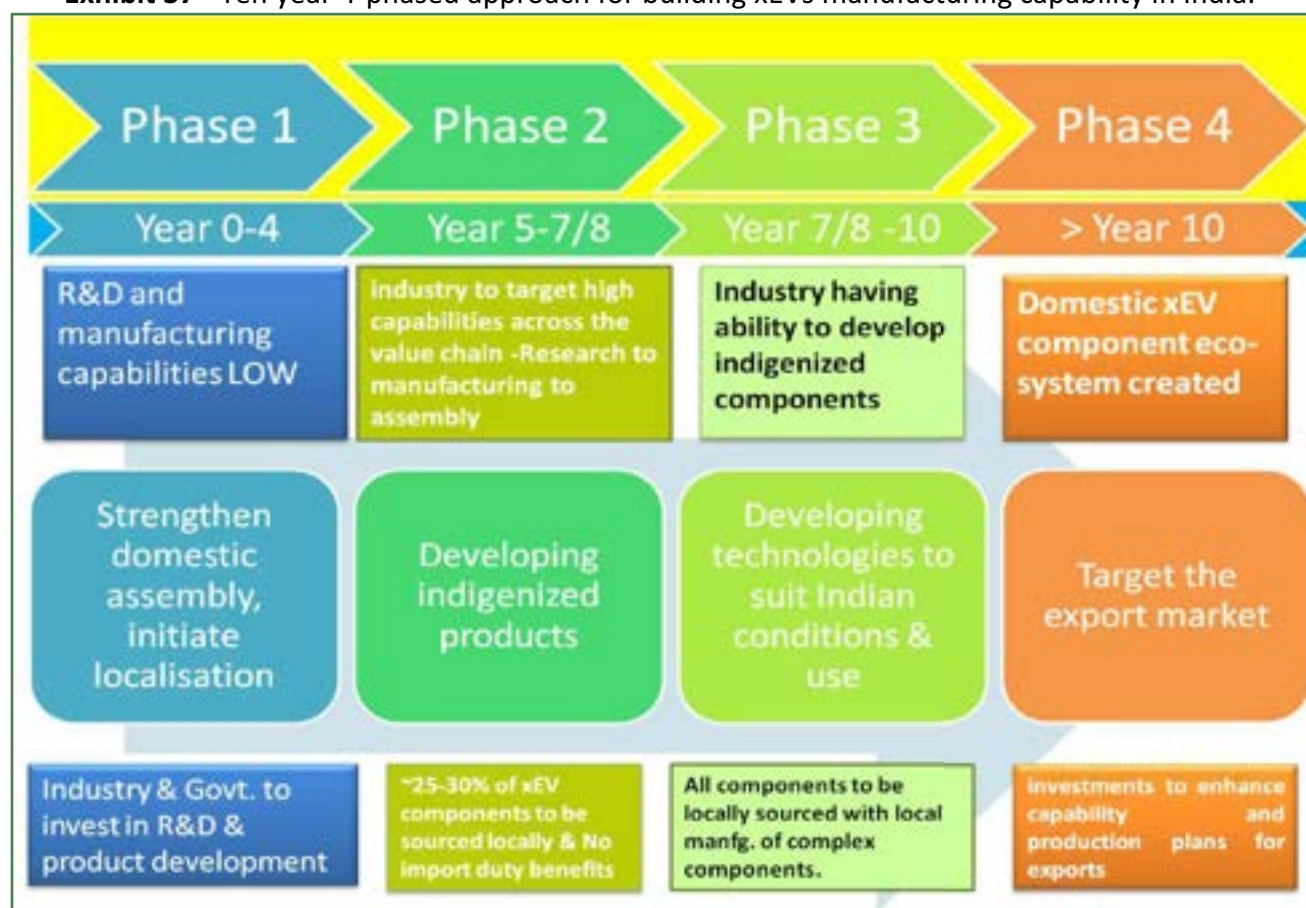 Exhibit 37 Ten year 4 phased approach for building xEVs manufacturing capability in India.
Phase 1
Phase 2
Phase 3
Phase 4
Year 0-4
Year 5-7/8
Year 7/8 -10
> Year 10
R&D and
manufacturing
capabilities LOW
Industry to target high
capabilities across the
value chain -Research to
manufacturing to
assembly
Industry having
ability to develop
indigenized
components
Domestic xEV
component eco-
system created
Strengthen
domestic
assembly,
initiate
localisation
Developing
indigenized
products
Developing
technologies to
suit Indian
conditions &
use
Target the
export market
Industry & Govt. to
invest in R&D &
product development
~25-30% of xEV
components to be
sourced locally & No
import duty benefits
All components to be
locally sourced with local
manfg. of complex
components.
Investments to enhance
capability and
production plans for
exports